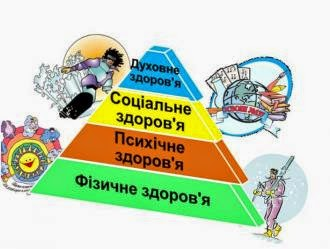 Духовне
здоров'я
Соціальне
здоров'я
Психічне
здоров'я
Фізичне здоров'я